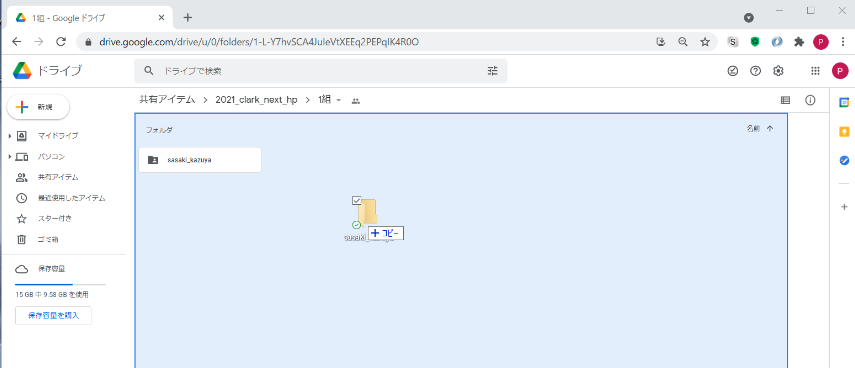 1組 - Google ドライブ
drive.google.com/drive/u/0/folders/1-L-Y7hvSCA4JuIeVtXEEq2PEPqIK4R0O
P
ドライブ
ドライブで検索
P
新規
共有アイテム > 2021_clark_next_hp > 1組
マイドライブ
フォルダ
名前
パソコン
sasaki_kazuya
共有アイテム
最近使用したアイテム
スター付き
コピー
ゴミ箱
保存容量
15 GB 中 9.58 GB を使用
保存容量を購入